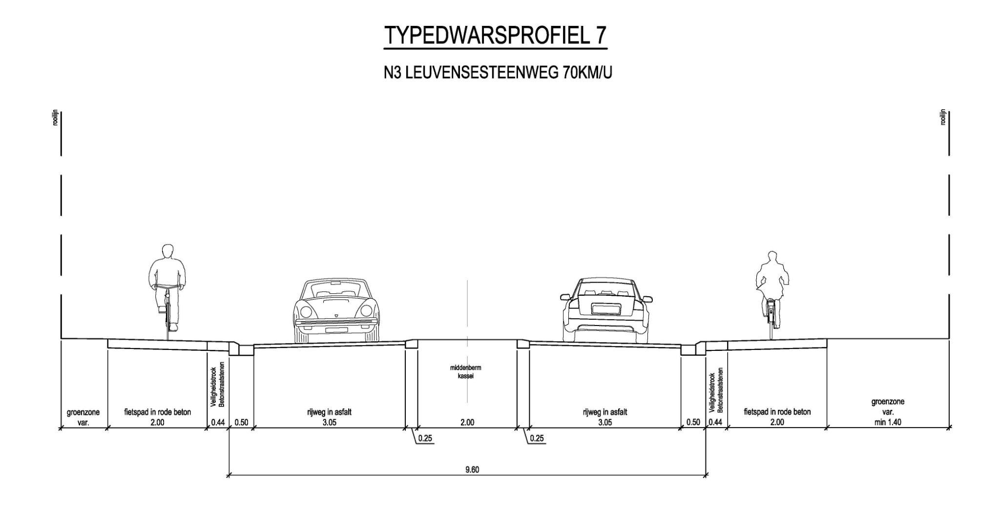 TYPEDWARSPROFIEL 7
N3 LEUVENSESTEENWEG 70KM/U
rooilijn
rooilijn
middenberm
kassei
Veiligheidstrook
Betonstraatstenen
Veiligheidstrook
Betonstraatstenen
groenzone
var.
fietspad in rode beton
2.00
0.44
0.50
rijweg in asfalt
3.05
0.25
2.00
0.25
rijweg in asfalt
3.05
0.50
0.44
fietspad in rode beton
2.00
groenzone
var.
min 1.40
9.60